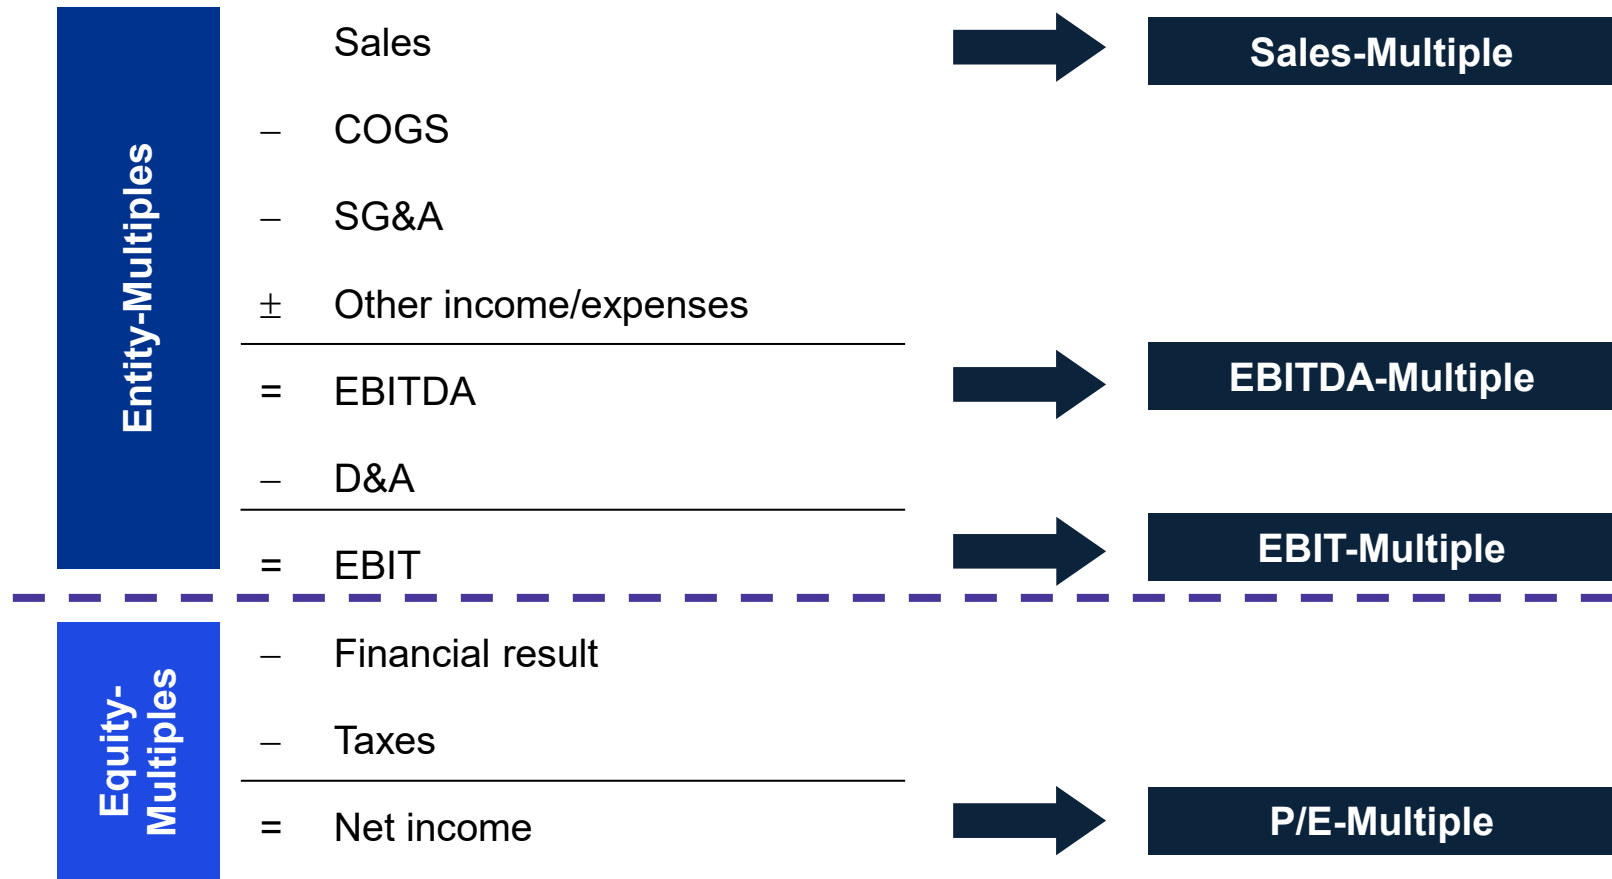 Entity-Multiples
Sales
Sales-Multiple
– COGS
– SG&A
± Other income/expenses
= EBITDA
EBITDA-Multiple
– D&A
= EBIT
EBIT-Multiple
Equity-
Multiples
– Financial result
– Taxes
= Net income
P/E-Multiple